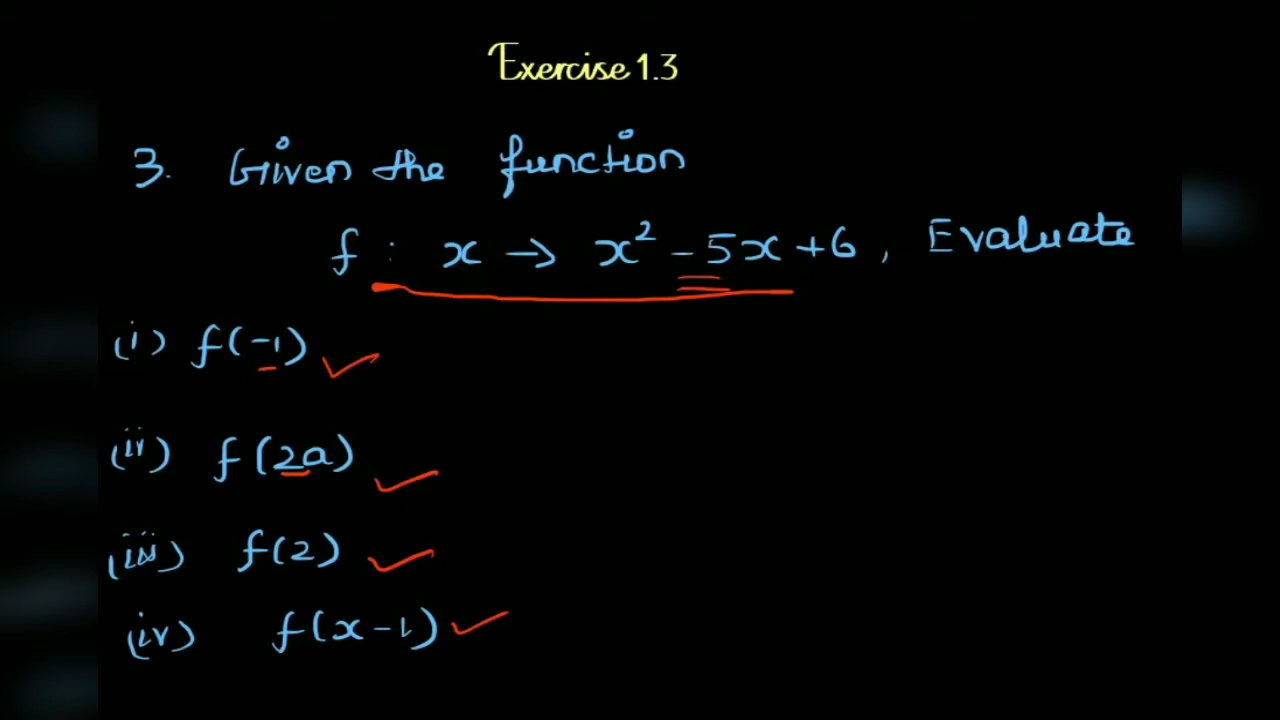 Exercise 1.3
3. Given the function
f : x → x² - 5x + 6, Evaluate
(i) f(-1)
(ii) f(2a)
(iii) f(2)
(iv) f(x-1)